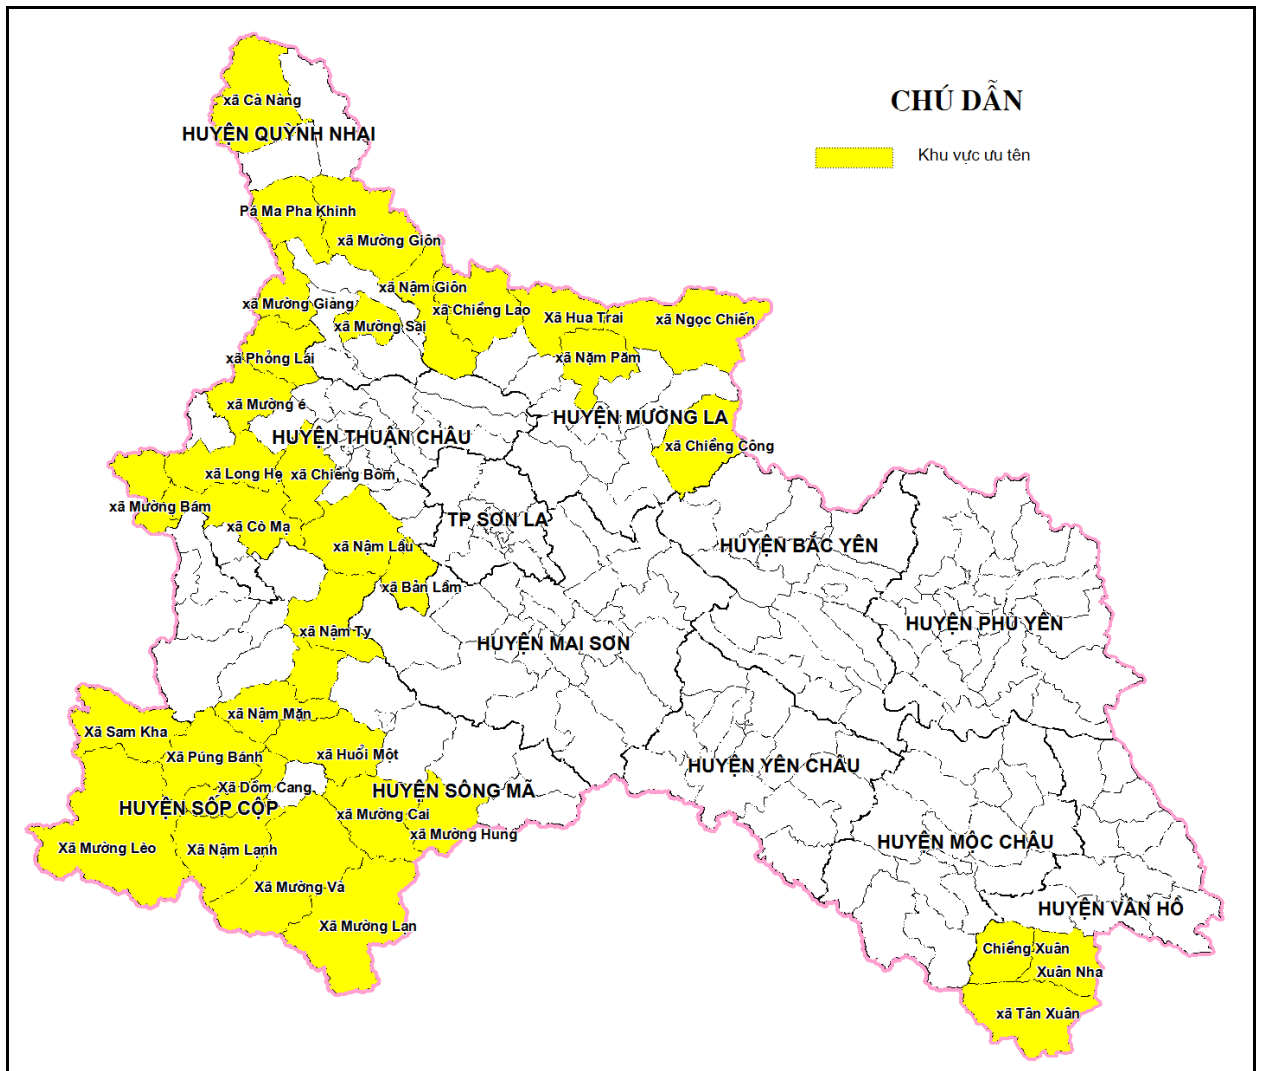 CHÚ DẪN
Khu vực ưu tên
xã Cà Nàng
HUYỆN QUỲNH NHAI
Pá Ma Pha Khinh
xã Mường Giôn
xã Nậm Giôn
xã Mường Giàng
xã Chiềng Lao
Xã Hua Trai
xã Ngọc Chiến
xã Mường Sại
xã Phỏng Lái
xã Nặm Păm
xã Mường é
HUYỆN MƯỜNG LA
HUYỆN THUẬN CHÂU
xã Chiềng Công
xã Long Hẹ
xã Chiềng Bôm
xã Mường Bám
xã Cò Mạ
TP SƠN LA
xã Nậm Lầu
HUYỆN BẮC YÊN
xã Bản Lầm
HUYỆN PHÙ YÊN
xã Nậm Ty
HUYỆN MAI SƠN
xã Nậm Mằn
Xã Sam Kha
Xã Púng Bánh
xã Huổi Một
HUYỆN YÊN CHÂU
Xã Dồm Cang
HUYỆN SÔNG MÃ
HUYỆN SỐP CỘP
xã Mường Cai
xã Mường Hung
HUYỆN MỘC CHÂU
Xã Mường Lèo
Xã Nậm Lạnh
Xã Mường Và
HUYỆN VÂN HỒ
Xã Mường Lạn
Chiềng Xuân
Xuân Nha
xã Tân Xuân